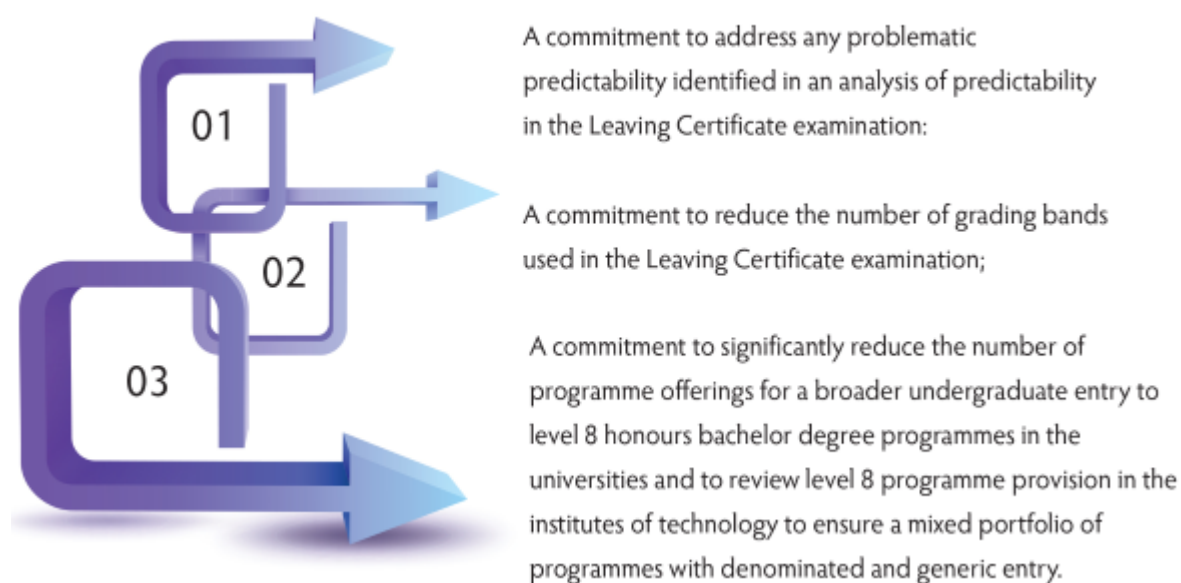 01
A commitment to address any problematic
predictability identified in an analysis of predictability
in the Leaving Certificate examination:
02
A commitment to reduce the number of grading bands
used in the Leaving Certificate examination;
03
A commitment to significantly reduce the number of
programme offerings for a broader undergraduate entry to
level 8 honours bachelor degree programmes in the
universities and to review level 8 programme provision in the
institutes of technology to ensure a mixed portfolio of
programmes with denominated and generic entry.